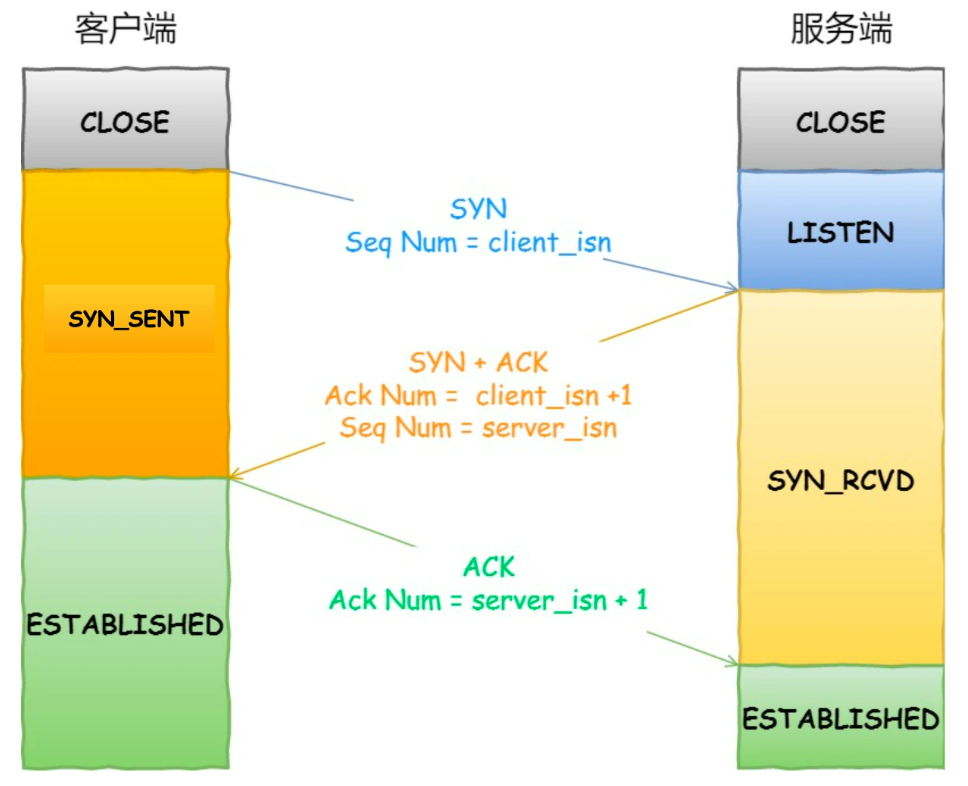 客户端
服务端
CLOSE
CLOSE
SYN
Seq Num = client_isn
LISTEN
SYN_SENT
SYN + ACK
Ack Num =  client_isn +1
Seq Num = server_isn
SYN_RCVD
ACK
Ack Num = server_isn + 1
ESTABLISHED
ESTABLISHED